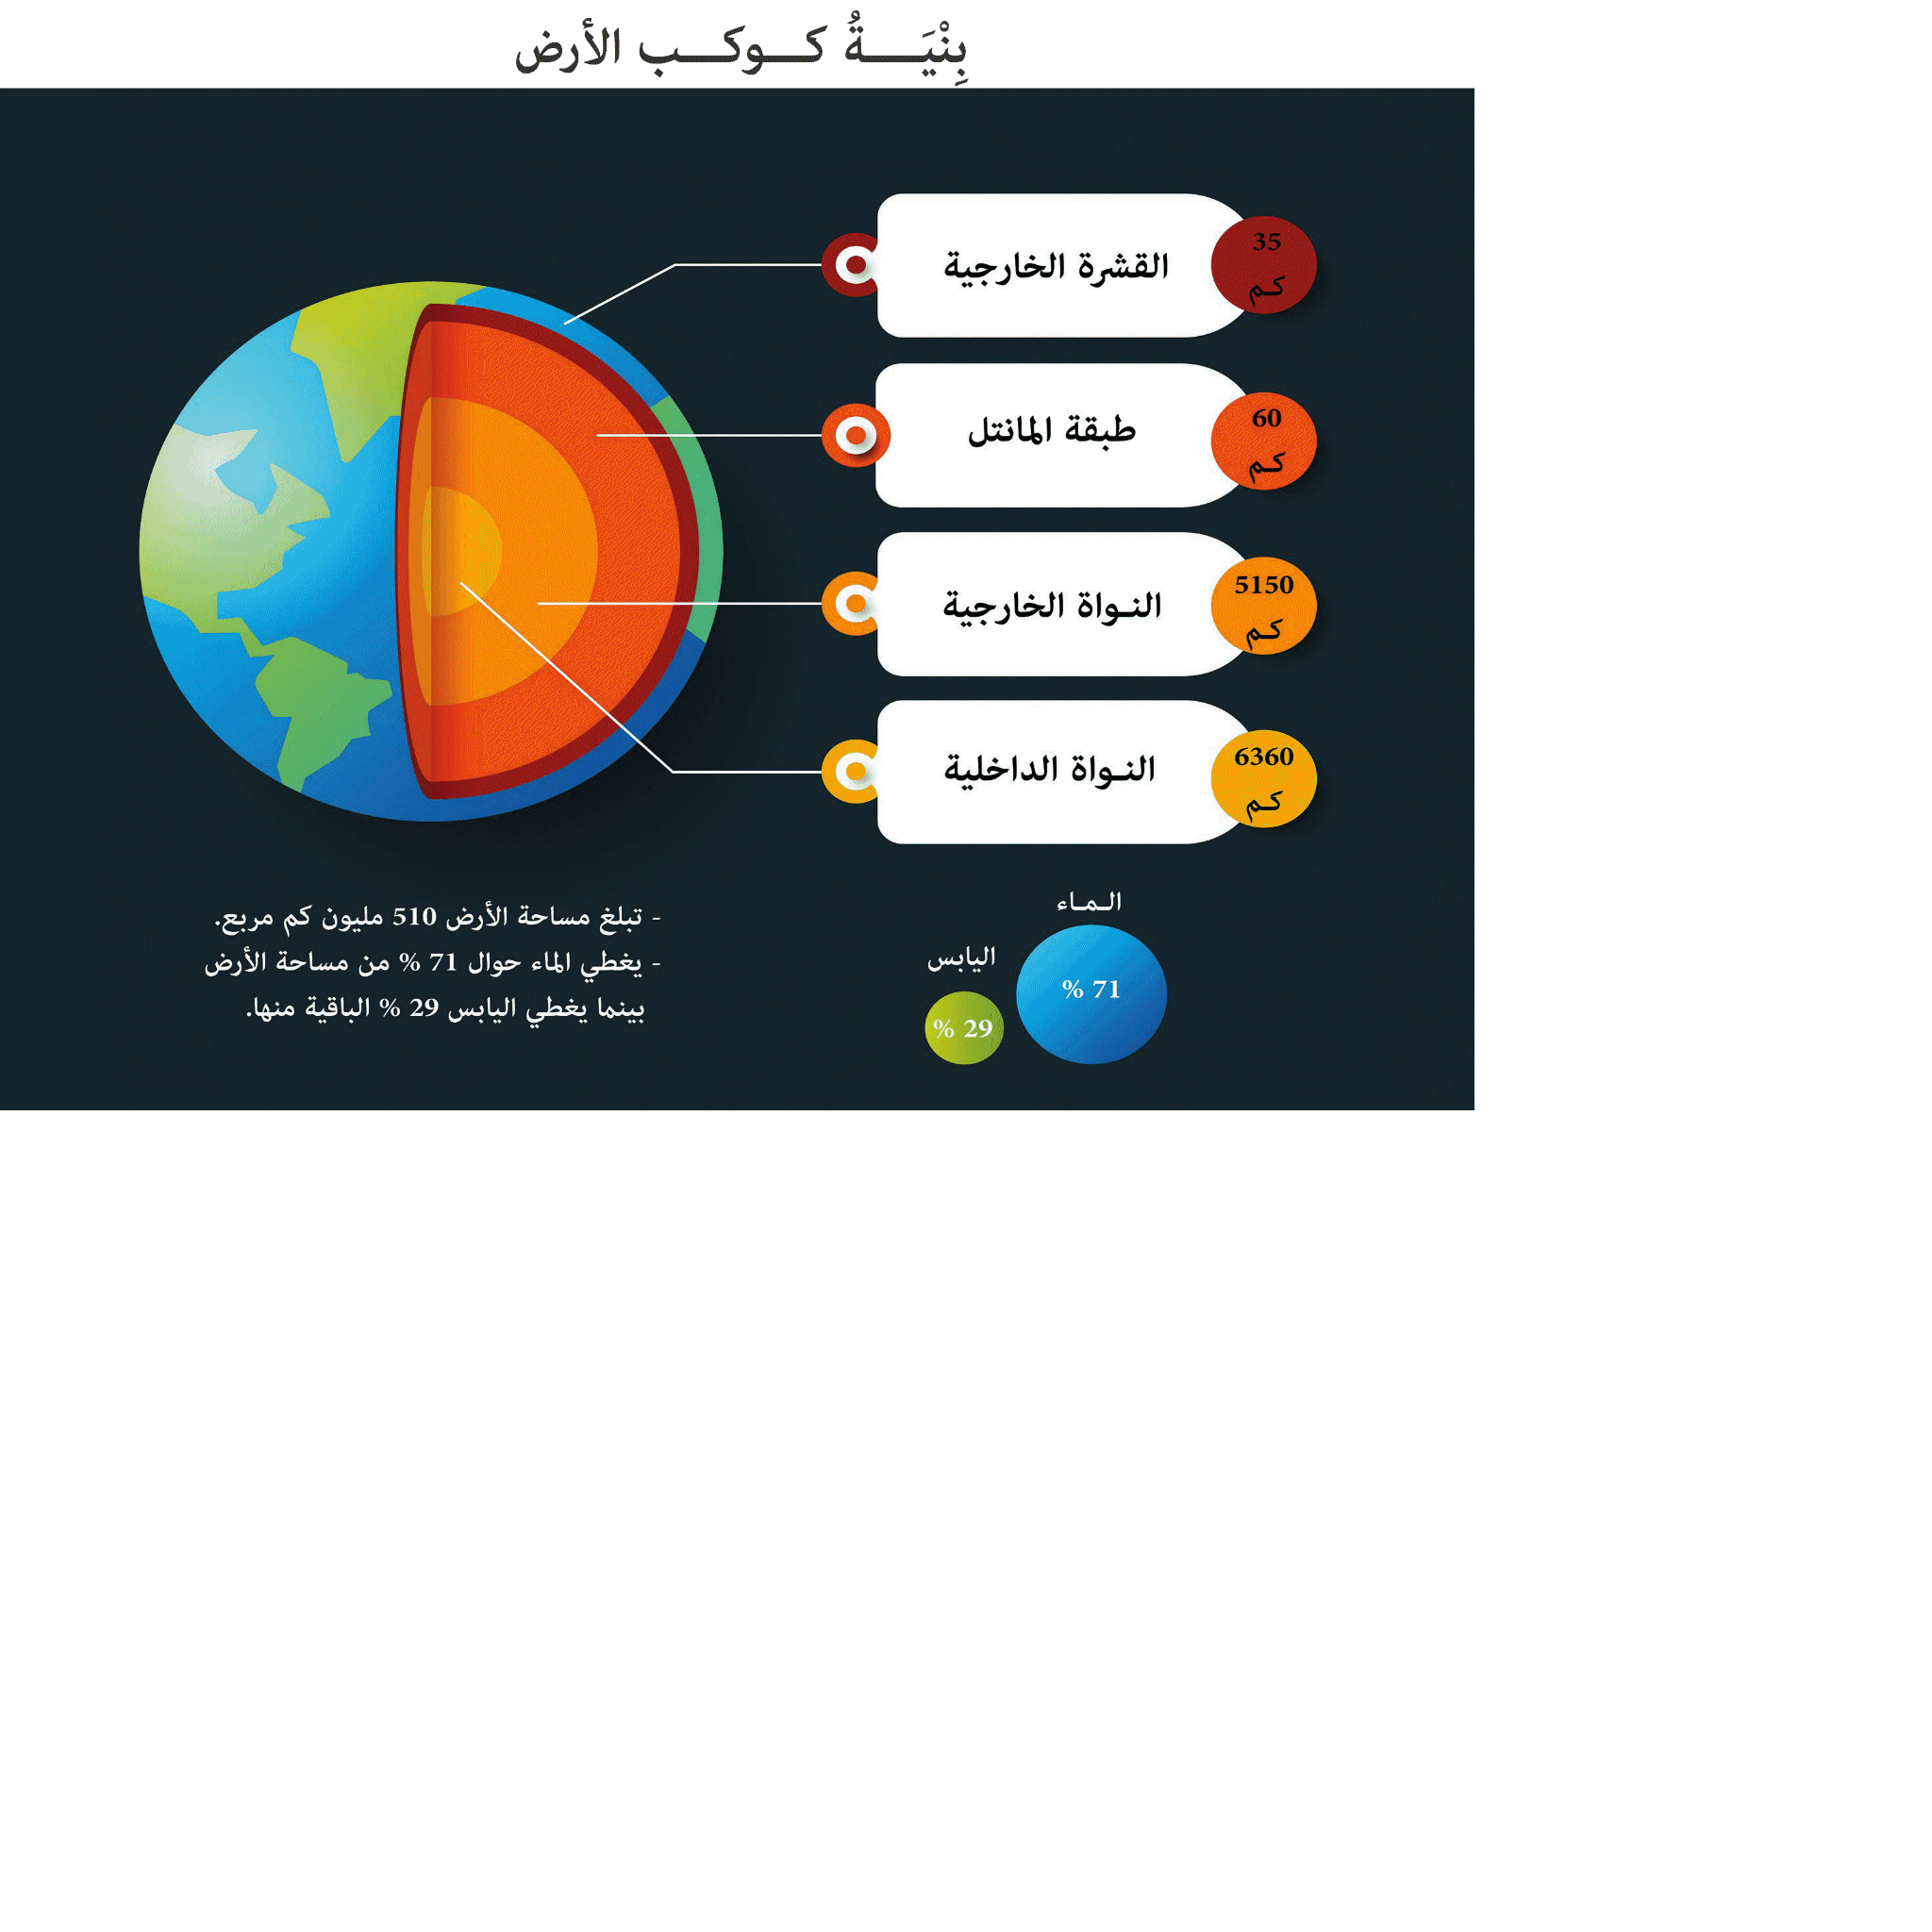 بِنْيَـــــةُ كـــوكـــب الأرض
القشرة الخارجية
35
كم
طبقة المانتل
60
كم
النـواة الخارجية
5150
كم
النـواة الداخلية
6360
كم
الـمـاء
71 %
اليابس
29 %
- تبلغ مساحة الأرض 510 مليون كم مربع.
- يغطي الماء حوال 71 % من مساحة الأرض
بينما يغطي اليابس 29 % الباقية منها.